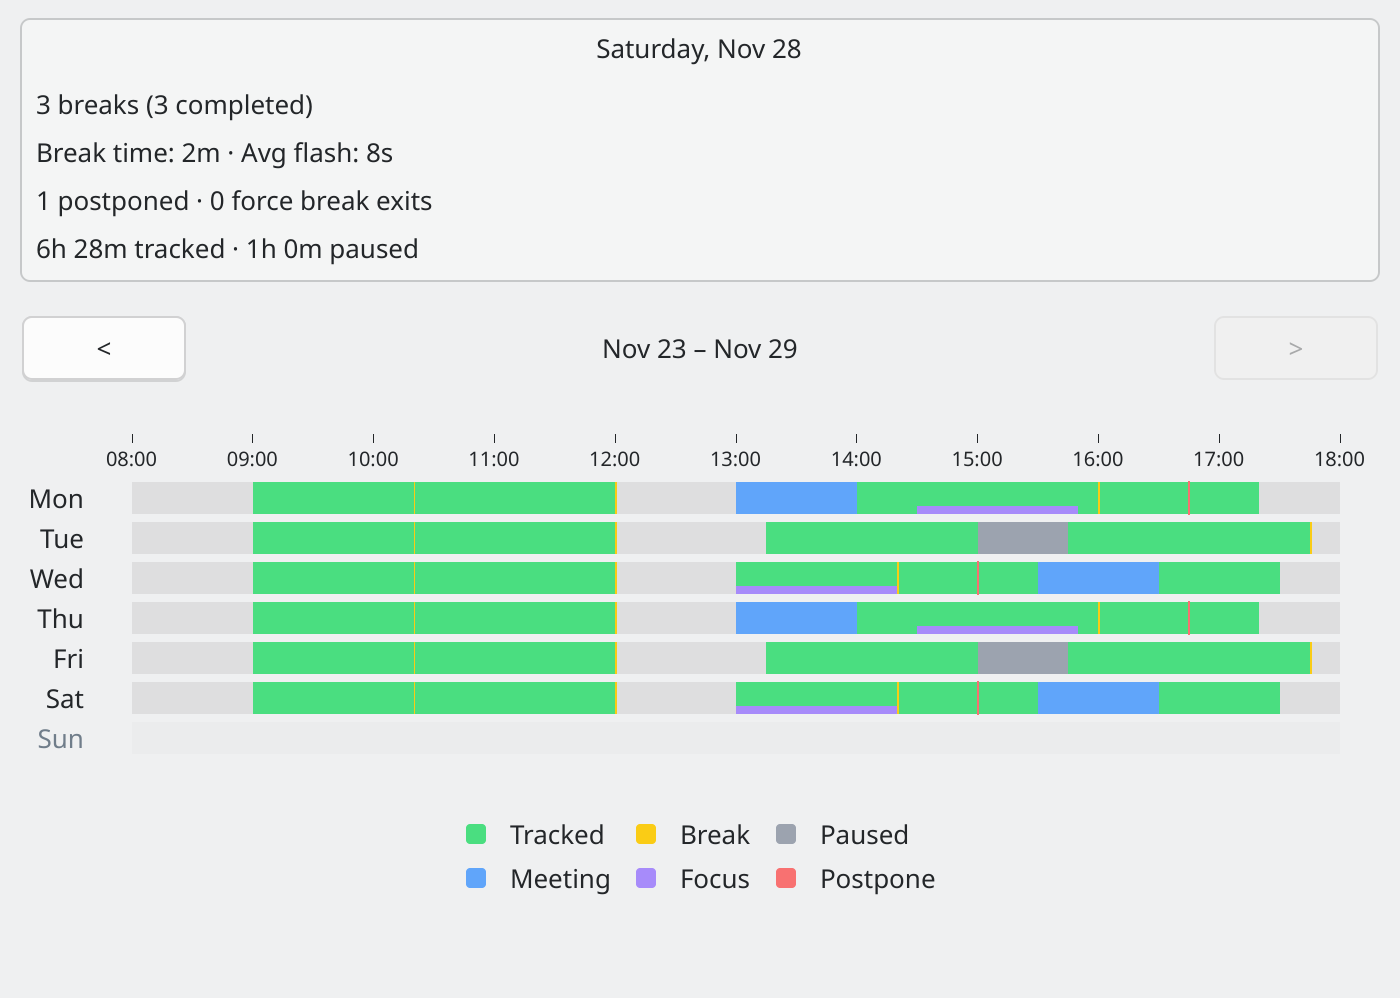 Saturday, Nov 28
3 breaks (3 completed)
Break time: 2m · Avg flash: 8s
1 postponed · 0 force break exits
6h 28m tracked · 1h 0m paused
< Nov 23 – Nov 29 >
08:00 09:00 10:00 11:00 12:00 13:00 14:00 15:00 16:00 17:00 18:00
Mon
Tue
Wed
Thu
Fri
Sat
Sun
Tracked Break Paused
Meeting Focus Postpone